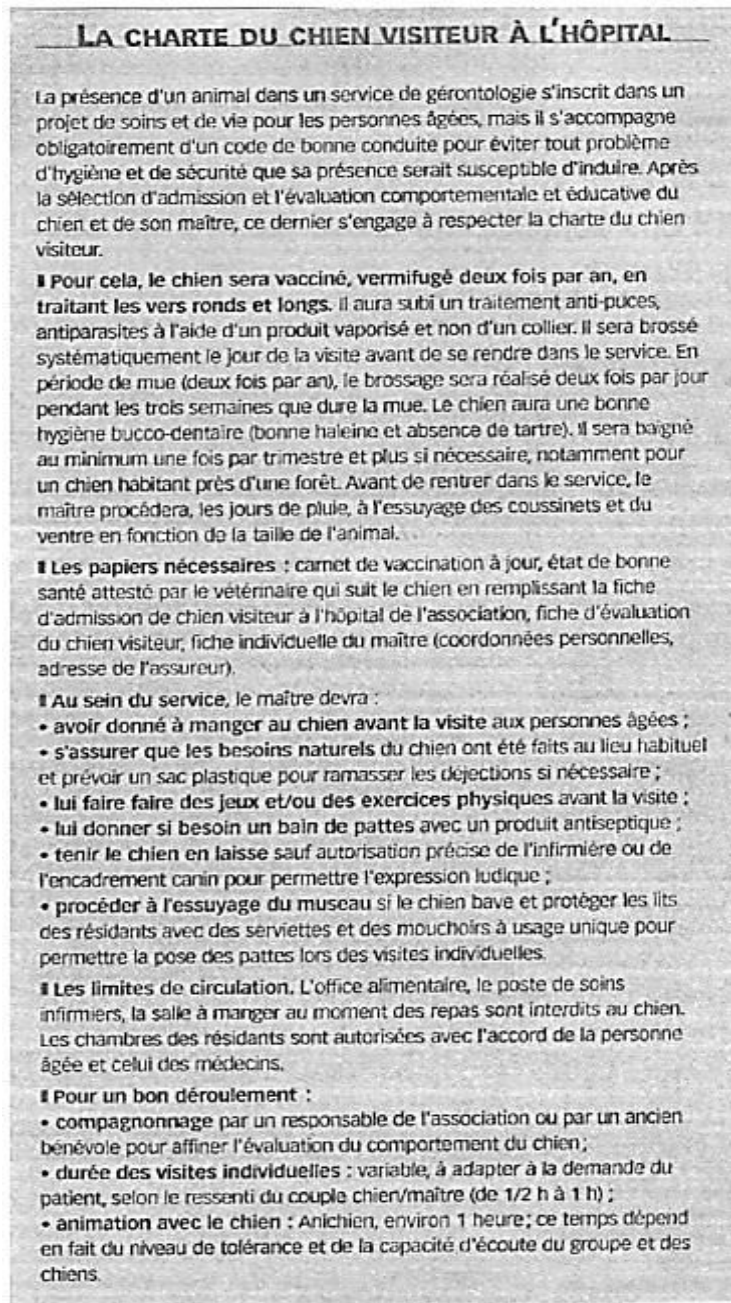 LA CHARTE DU CHIEN VISITEUR À L'HÔPITAL
La présence d'un animal dans un service de gérontologie s'inscrit dans un
projet de soins et de vie pour les personnes âgées, mais il s'accompagne
obligatoirement d'un code de bonne conduite pour éviter tout problème
d'hygiène et de sécurité que sa présence serait susceptible d'induire. Après
la sélection d'admission et l'évaluation comportementale et éducative du
chien et de son maître, ce dernier s'engage à respecter la charte du chien
visiteur.
▮ Pour cela, le chien sera vacciné, vermifugé deux fois par an, en
traitant les vers ronds et longs. Il aura subi un traitement anti-puces,
antiparasites à l'aide d'un produit vaporisé et non d'un collier. Il sera brossé
systématiquement le jour de la visite avant de se rendre dans le service. En
période de mue (deux fois par an), le brossage sera réalisé deux fois par jour
pendant les trois semaines que dure la mue. Le chien aura une bonne
hygiène bucco-dentaire (bonne haleine et absence de tartre). Il sera baigné
au minimum une fois par trimestre et plus si nécessaire, notamment pour
un chien habitant près d'une forêt. Avant de rentrer dans le service, le
maître procédera, les jours de pluie, à l'essuyage des coussinets et du
ventre en fonction de la taille de l'animal.
▮ Les papiers nécessaires : carnet de vaccination à jour, état de bonne
santé attesté par le vétérinaire qui suit le chien en remplissant la fiche
d'admission de chien visiteur à l'hôpital de l'association, fiche d'évaluation
du chien visiteur, fiche individuelle du maître (coordonnées personnelles,
adresse de l'assureur).
▮ Au sein du service, le maître devra :
• avoir donné à manger au chien avant la visite aux personnes âgées ;
• s'assurer que les besoins naturels du chien ont été faits au lieu habituel
et prévoir un sac plastique pour ramasser les déjections si nécessaire ;
• lui faire faire des jeux et/ou des exercices physiques avant la visite ;
• lui donner si besoin un bain de pattes avec un produit antiseptique ;
• tenir le chien en laisse sauf autorisation précise de l'infirmière ou de
l'encadrement canin pour permettre l'expression ludique ;
• procéder à l'essuyage du museau si le chien bave et protéger les lits
des résidants avec des serviettes et des mouchoirs à usage unique pour
permettre la pose des pattes lors des visites individuelles.
▮ Les limites de circulation. L'office alimentaire, le poste de soins
infirmiers, la salle à manger au moment des repas sont interdits au chien.
Les chambres des résidants sont autorisées avec l'accord de la personne
âgée et celui des médecins.
▮ Pour un bon déroulement :
• compagnonnage par un responsable de l'association ou par un ancien
bénévole pour affiner l'évaluation du comportement du chien ;
• durée des visites individuelles : variable, à adapter à la demande du
patient, selon le ressenti du couple chien/maître (de 1/2 h à 1 h) ;
• animation avec le chien : Anichien, environ 1 heure ; ce temps dépend
en fait du niveau de tolérance et de la capacité d'écoute du groupe et des
chiens.